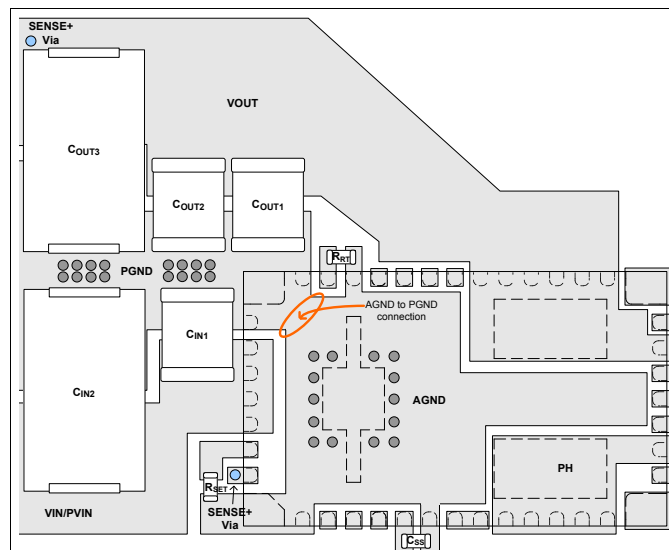 SENSE+
Via
VOUT
COUT3
COUT2
COUT1
PGND
RRT
AGND to PGND
connection
CIN1
CIN2
AGND
PH
RSET
SENSE+
Via
VIN/PVIN
CSS